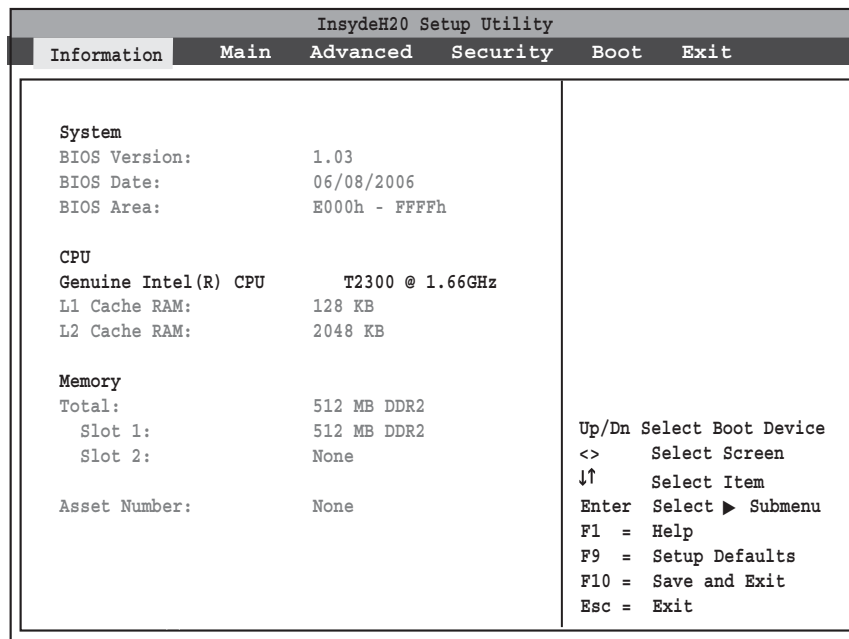 InsydeH20 Setup Utility
Information Main Advanced Security Boot Exit
System
BIOS Version: 1.03
BIOS Date: 06/08/2006
BIOS Area: E000h - FFFFh
CPU
Genuine Intel(R) CPU T2300 @ 1.66GHz
L1 Cache RAM: 128 KB
L2 Cache RAM: 2048 KB
Memory
Total: 512 MB DDR2
Slot 1: 512 MB DDR2
Slot 2: None
Asset Number: None
Up/Dn Select Boot Device
<> Select Screen
↓↑ Select Item
Enter Select ▶ Submenu
F1 = Help
F9 = Setup Defaults
F10 = Save and Exit
Esc = Exit